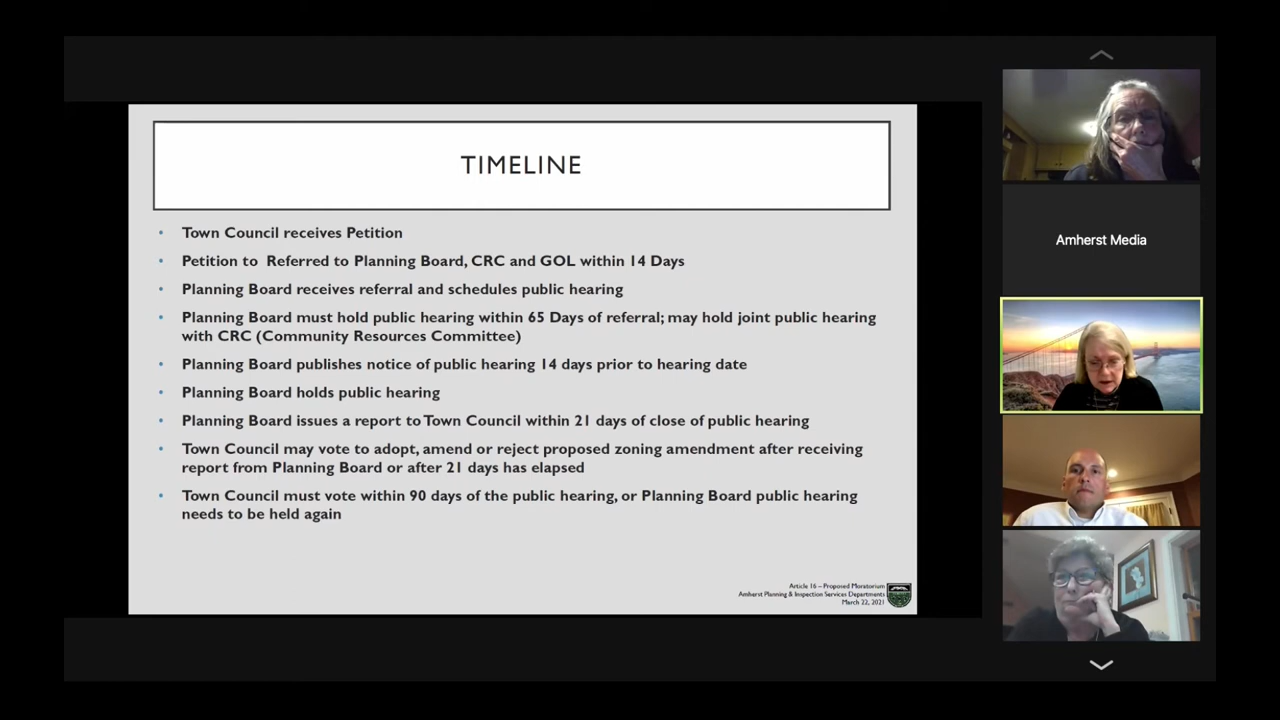 TIMELINE
• Town Council receives Petition
• Petition to Referred to Planning Board, CRC and GOL within 14 Days
• Planning Board receives referral and schedules public hearing
• Planning Board must hold public hearing within 65 Days of referral; may hold joint public hearing
with CRC (Community Resources Committee)
• Planning Board publishes notice of public hearing 14 days prior to hearing date
• Planning Board holds public hearing
• Planning Board issues a report to Town Council within 21 days of close of public hearing
• Town Council may vote to adopt, amend or reject proposed zoning amendment after receiving
report from Planning Board or after 21 days has elapsed
• Town Council must vote within 90 days of the public hearing, or Planning Board public hearing
needs to be held again
Article 16 – Proposed Moratorium
Amherst Planning & Inspection Services Departments
March 22, 2021
Amherst Media